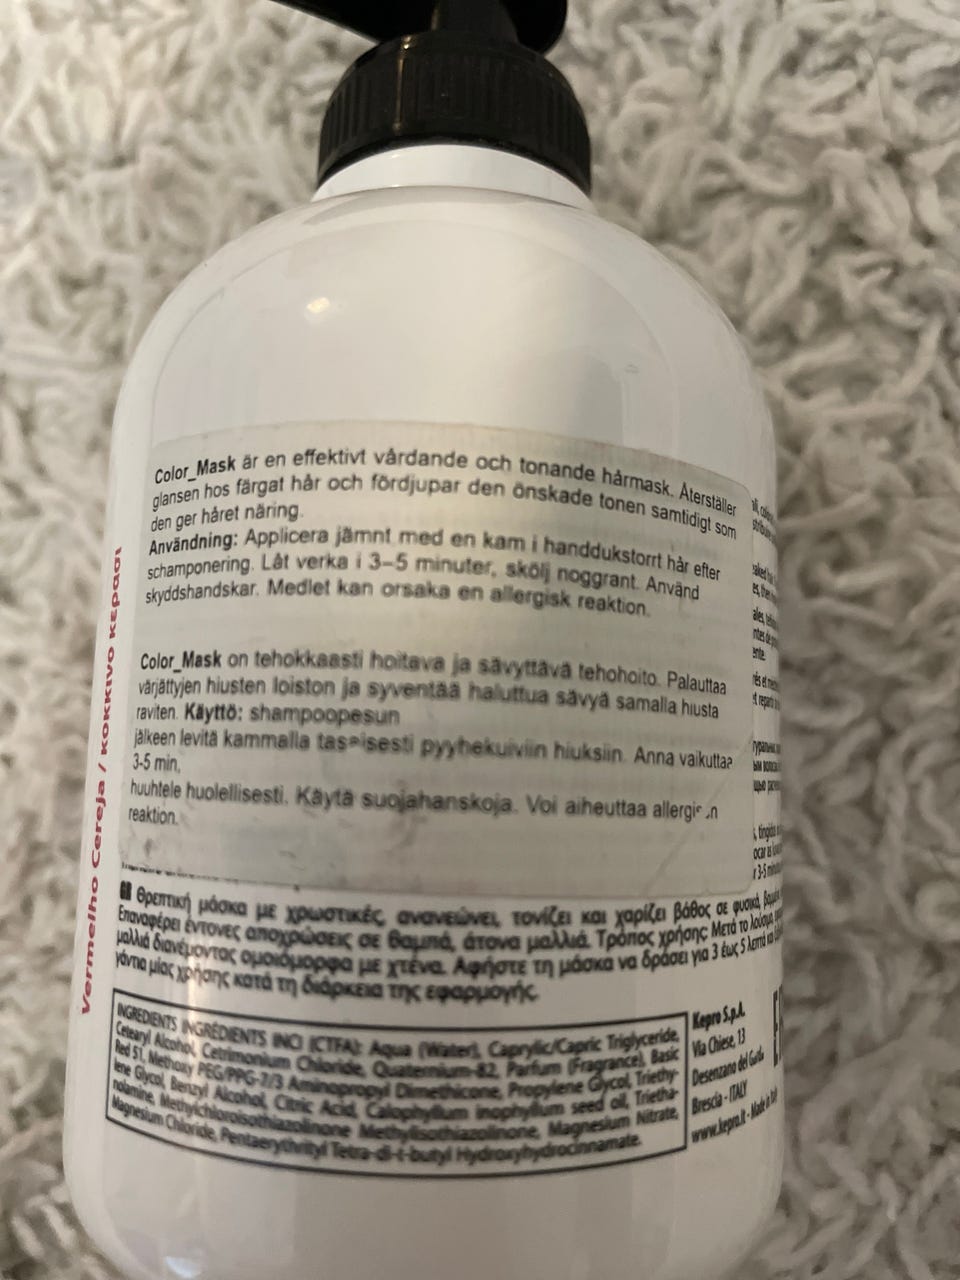 Color_Mask är en effektivt vårdande och tonande hårmask. Återställer
glansen hos färgat hår och fördjupar den önskade tonen samtidigt som
den ger håret näring.
Användning: Applicera jämnt med en kam i handdukstorrt hår efter
schamponering. Låt verka i 3–5 minuter, skölj noggrant. Använd
skyddshandskar. Medlet kan orsaka en allergisk reaktion.
Color_Mask on tehokkaasti hoitava ja sävyttävä tehohoito. Palauttaa
värjättyjen hiusten loiston ja syventää haluttua sävyä samalla hiusta
raviten. Käyttö: shampoopesun
jälkeen levitä kammalla tasaisesti pyyhekuiviin hiuksiin. Anna vaikuttaa
3-5 min,
huuhtele huolellisesti. Käytä suojahanskoja. Voi aiheuttaa
reaktion.
Vermelho Cereja / κόκκινο κεράσι
Θρεπτική μάσκα με χρωστικές, ανανεώνει, τονίζει και χαρίζει βάθος σε φυσικά,
Επαναφέρει έντονες αποχρώσεις σε θαμπά, άτονα μαλλιά. Τρόπος χρήσης: Μετά το λούσιμο,
μαλλιά διανέμοντας ομοιόμορφα με χτένα. Αφήστε τη μάσκα να δράσει για 3 έως 5 λεπτά και
γάντια μίας χρήσης κατά τη διάρκεια της εφαρμογής.
INGREDIENTS INGRÉDIENTS INCI (CTFA): Aqua (Water), Caprylic/Capric Triglyceride,
Cetearyl Alcohol, Cetrimonium Chloride, Quaternium-82, Parfum (Fragrance), Basic
Red 51, Methoxy PEG/PPG-7/3 Aminopropyl Dimethicone, Propylene Glycol, Triethy-
lene Glycol, Benzyl Alcohol, Citric Acid, Calophyllum inophyllum seed oil, Trietha-
nolamine, Methylchloroisothiazolinone Methylisothiazolinone, Magnesium Nitrate,
Magnesium Chloride, Pentaerythrityl Tetra-di-t-butyl Hydroxyhydrocinnamate.
Kepro S.p.A.
Via Chiese, 13
Desenzano del Garda
Brescia - ITALY
www.kepro.it - Made in Italy